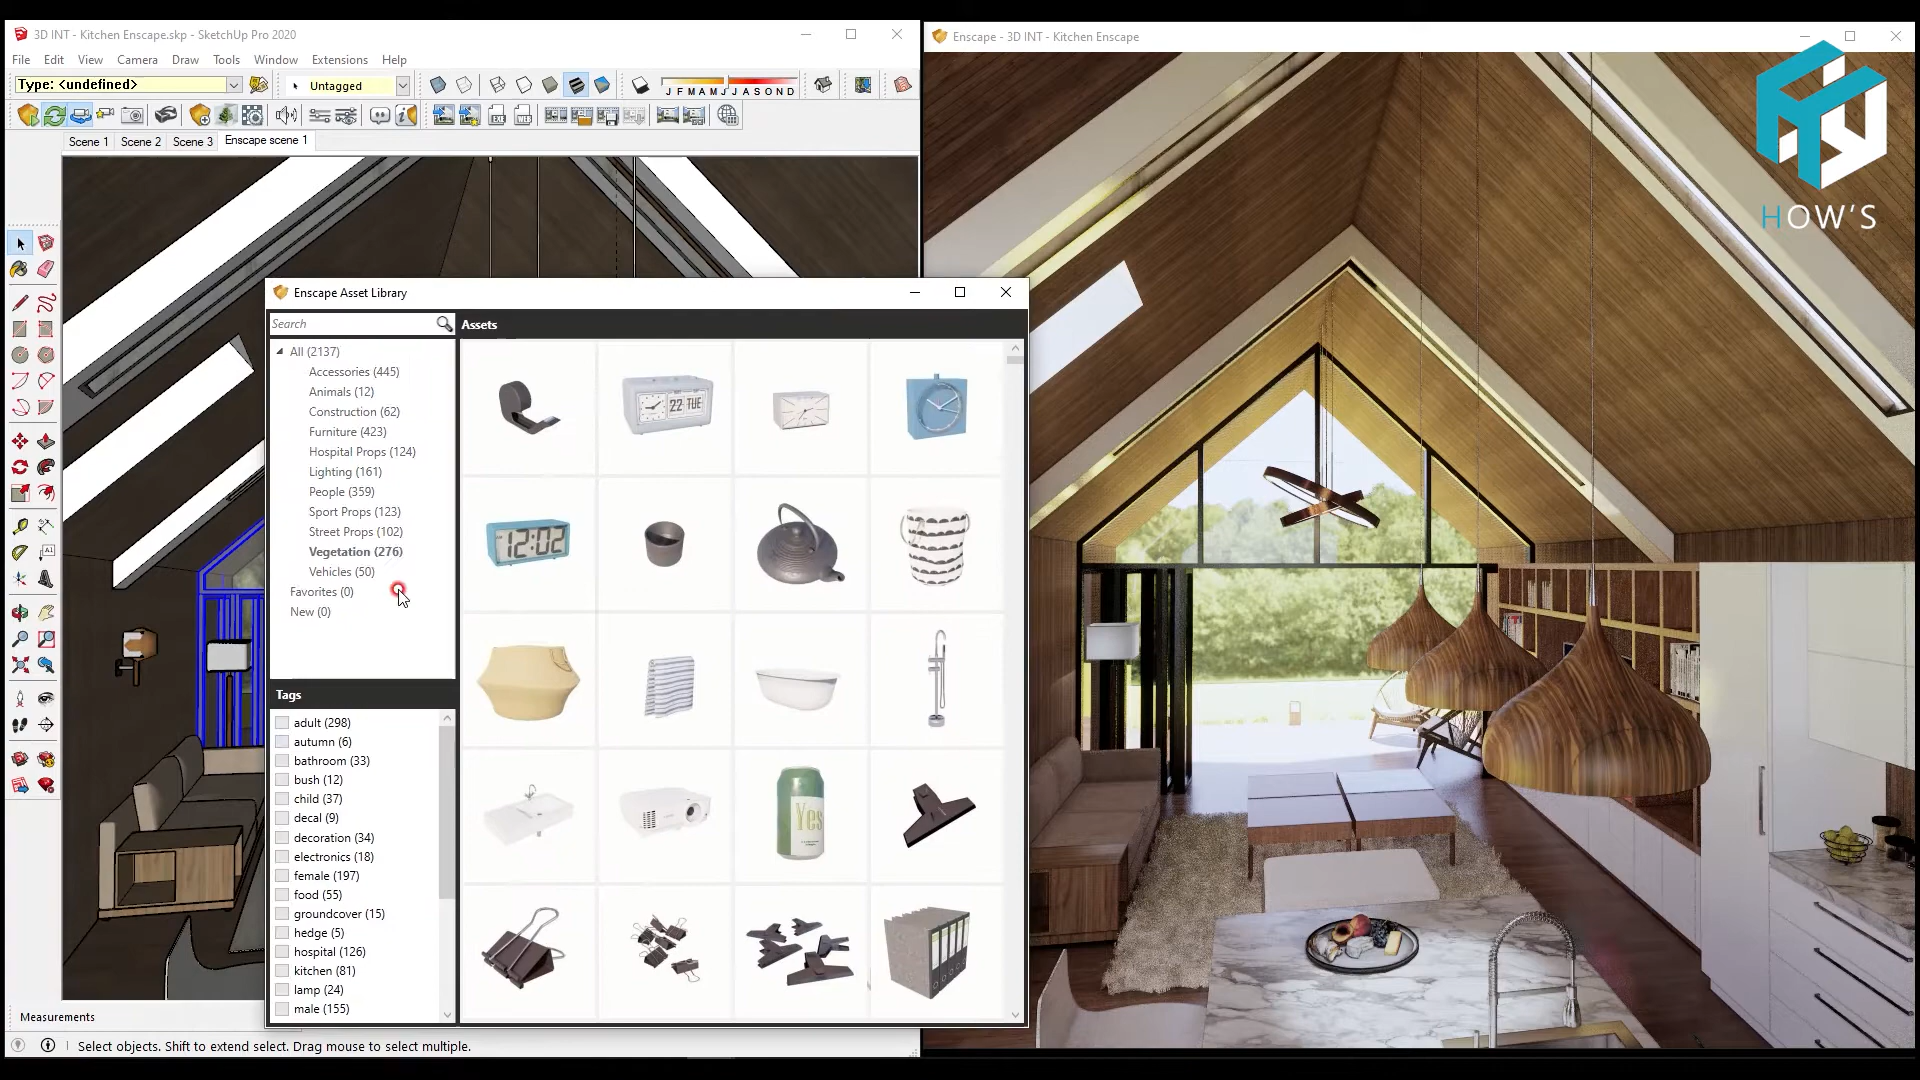 3D INT - Kitchen Enscape.skp - SketchUp Pro 2020
File Edit View Camera Draw Tools Window Extensions Help
Type: <undefined>
Untagged
J F M A M J J A S O N D
Scene 1 Scene 2 Scene 3 Enscape scene 1
Enscape - 3D INT - Kitchen Enscape
HOW'S
Enscape Asset Library
Search
Assets
All (2137)
Accessories (445)
Animals (12)
Construction (62)
Furniture (423)
Hospital Props (124)
Lighting (161)
People (359)
Sport Props (123)
Street Props (102)
Vegetation (276)
Vehicles (50)
Favorites (0)
New (0)
22 TUE
12:02
Yes
Tags
adult (298)
autumn (6)
bathroom (33)
bush (12)
child (37)
decal (9)
decoration (34)
electronics (18)
female (197)
food (55)
groundcover (15)
hedge (5)
hospital (126)
kitchen (81)
lamp (24)
male (155)
Measurements
Select objects. Shift to extend select. Drag mouse to select multiple.